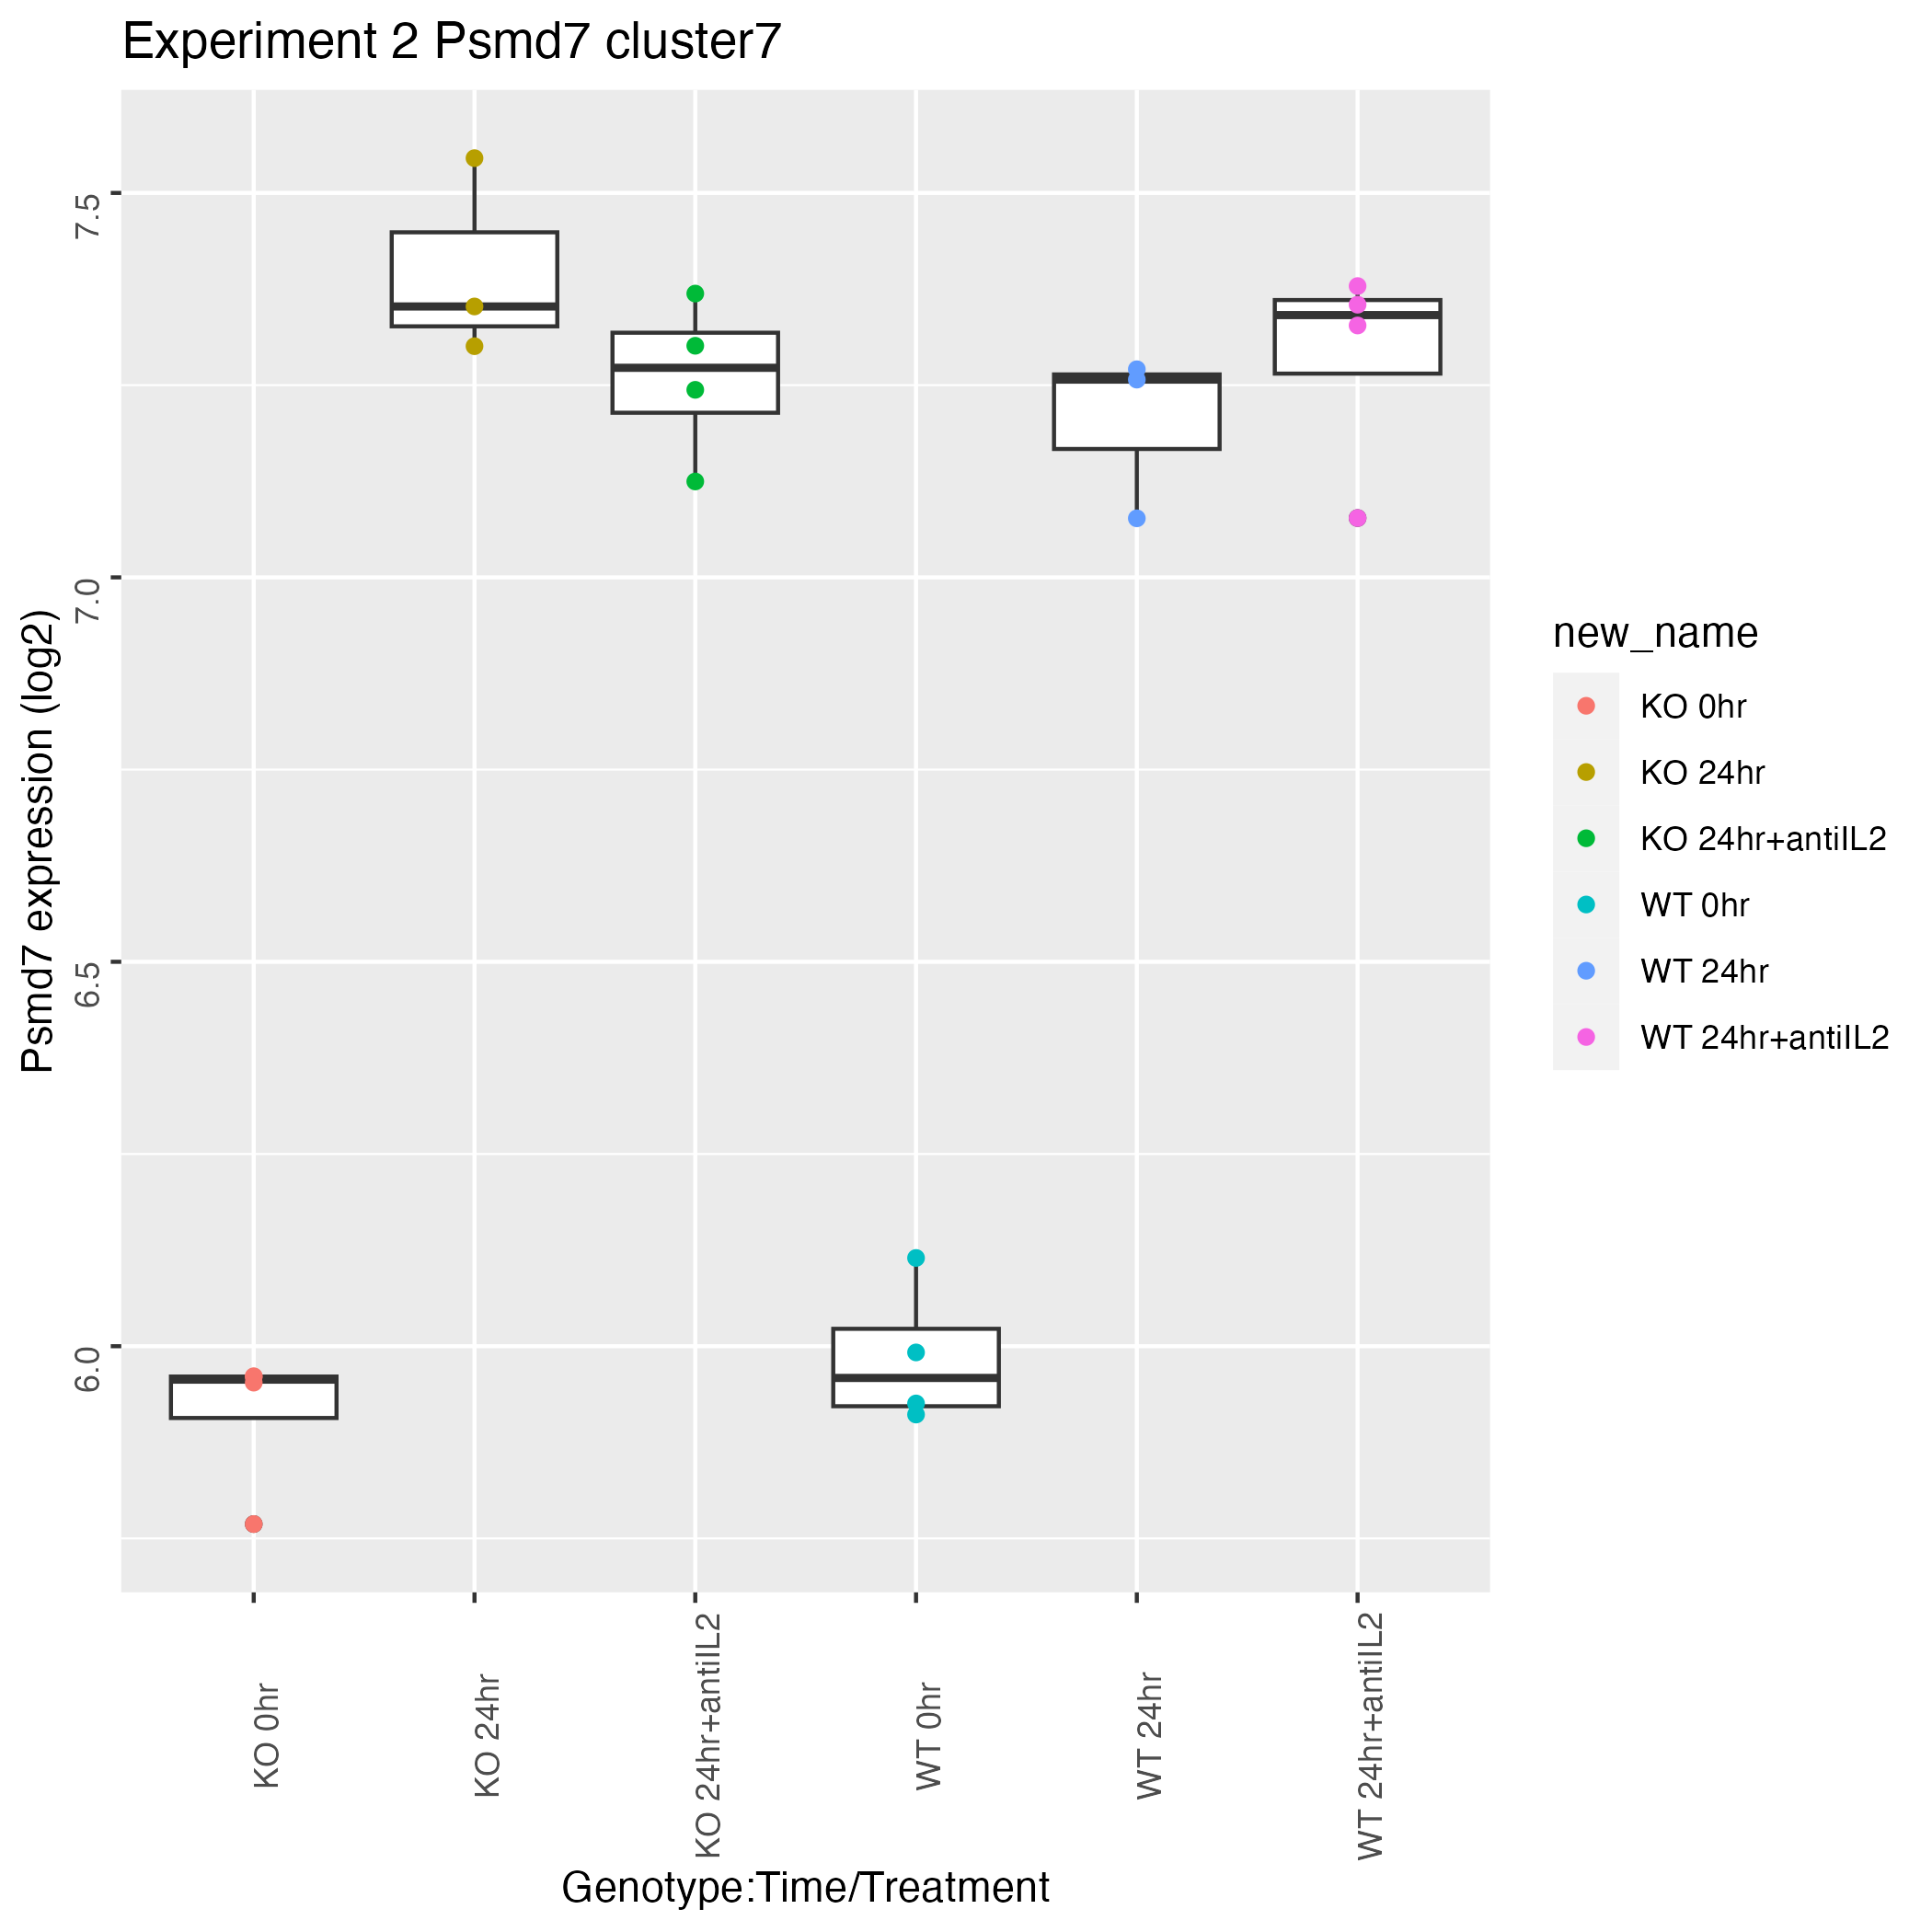 Experiment 2 Psmd7 cluster7
Psmd7 expression (log2)
7.5
7.0
6.5
6.0
KO 0hr
KO 24hr
KO 24hr+antiIL2
WT 0hr
WT 24hr
WT 24hr+antiIL2
Genotype:Time/Treatment
new_name
KO 0hr
KO 24hr
KO 24hr+antiIL2
WT 0hr
WT 24hr
WT 24hr+antiIL2